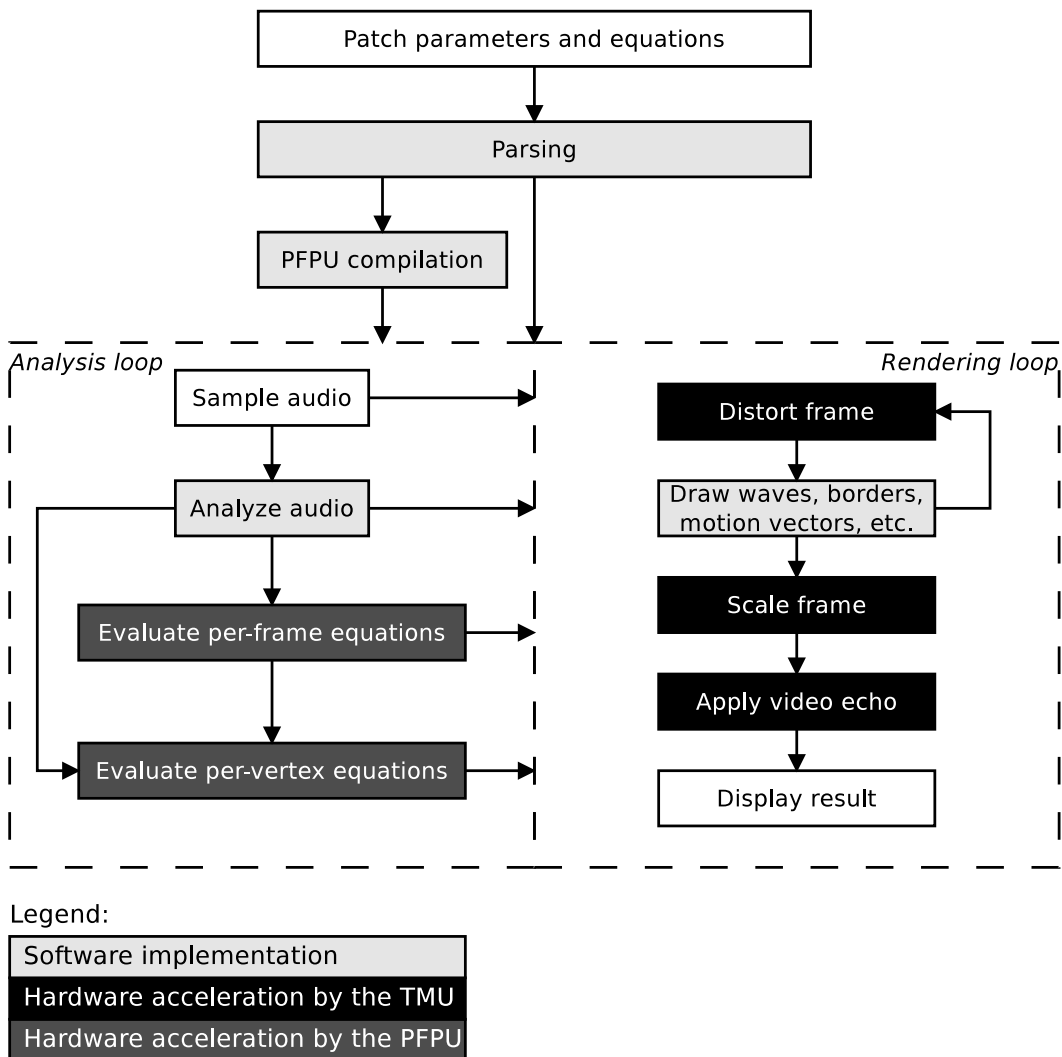 Patch parameters and equations
Parsing
PFPU compilation
Analysis loop
Rendering loop
Sample audio
Analyze audio
Evaluate per-frame equations
Evaluate per-vertex equations
Distort frame
Draw waves, borders,
motion vectors, etc.
Scale frame
Apply video echo
Display result
Legend:
Software implementation
Hardware acceleration by the TMU
Hardware acceleration by the PFPU